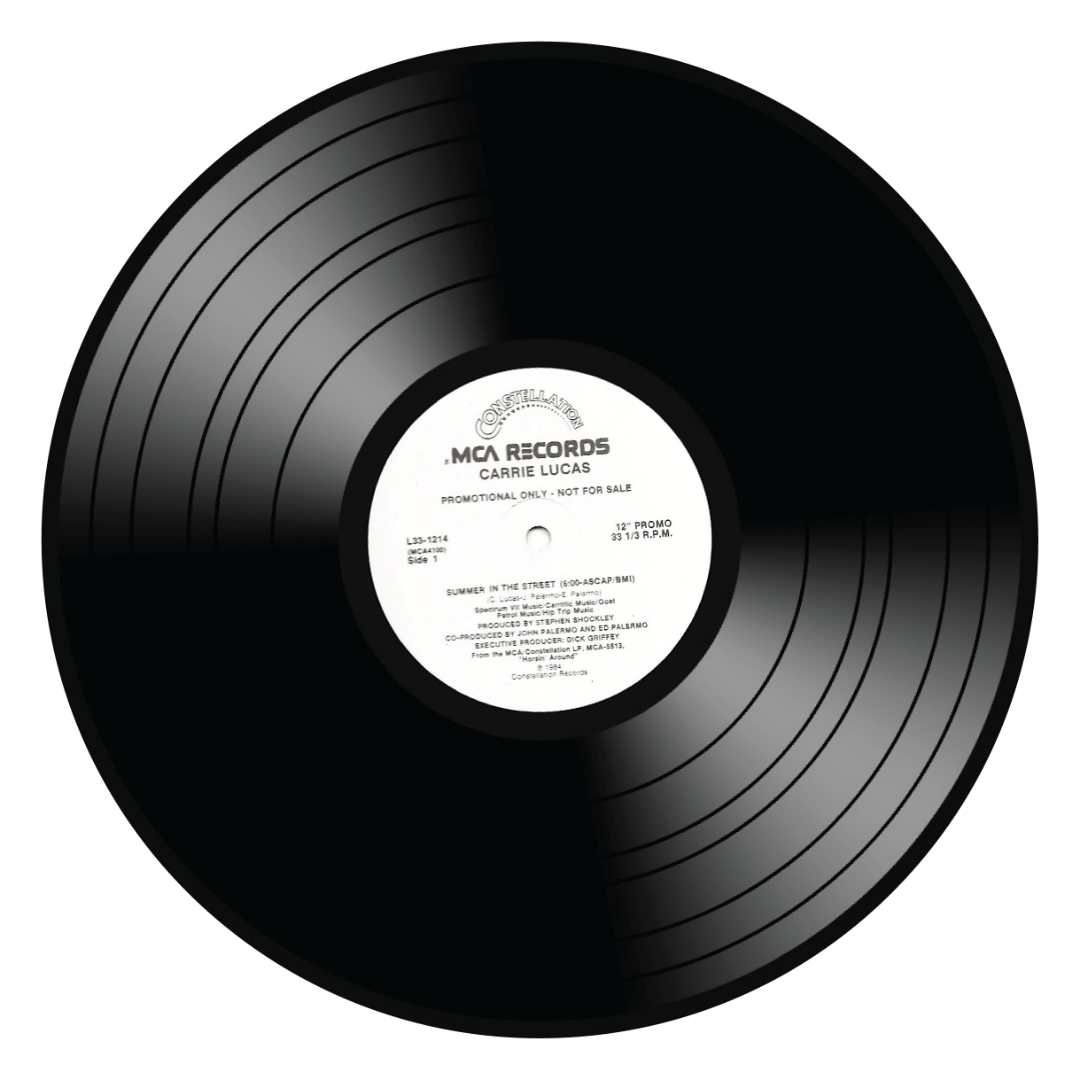 CONSTELLATION
MCA RECORDS
CARRIE LUCAS
PROMOTIONAL ONLY - NOT FOR SALE
L33-1214
(MCA4100)
Side 1
12" PROMO
33 1/3 R.P.M.
SUMMER IN THE STREET (6:00-ASCAP/BMI)
(C. Lucas-J. Palermo-E. Palermo)
Spectrum VII Music/Carrific Music/Goat
Patrol Music/Hip Trip Music
PRODUCED BY STEPHEN SHOCKLEY
CO-PRODUCED BY JOHN PALERMO AND ED PALERMO
EXECUTIVE PRODUCER: DICK GRIFFEY
From the MCA/Constellation LP, MCA-5513,
"Horsin' Around"
℗ 1984
Constellation Records